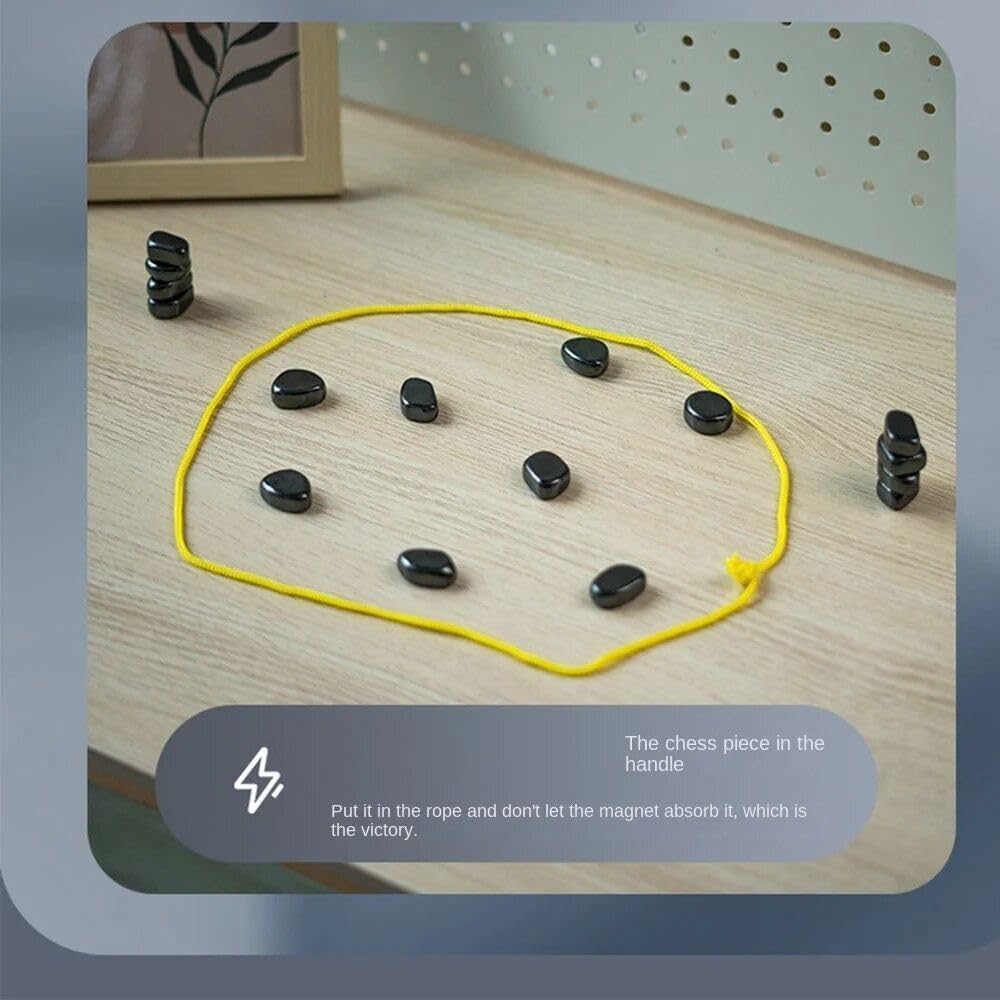 The chess piece in the
handle
Put it in the rope and don't let the magnet absorb it, which is
the victory.